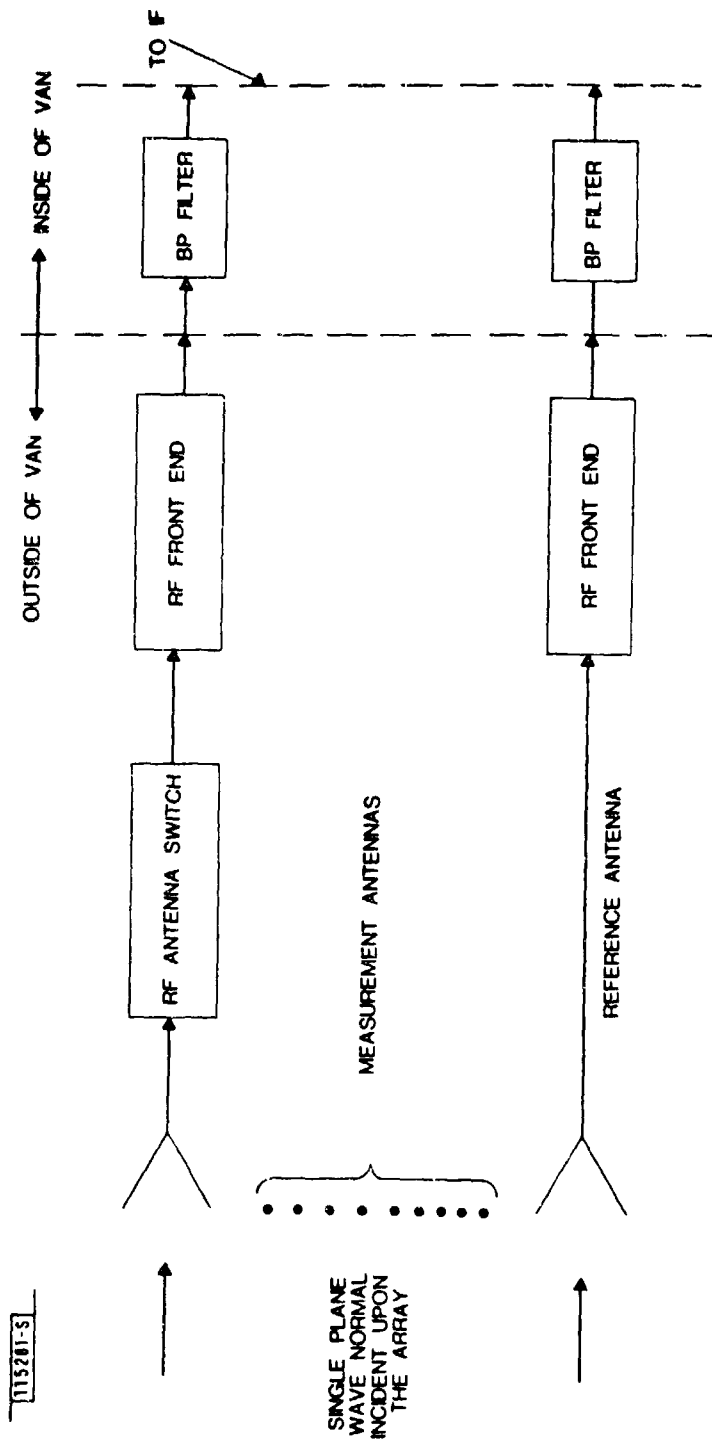 115281-S
OUTSIDE OF VAN
INSIDE OF VAN
RF ANTENNA SWITCH
RF FRONT END
BP FILTER
TO IF
SINGLE PLANE
WAVE NORMAL
INCIDENT UPON
THE ARRAY
MEASUREMENT ANTENNAS
REFERENCE ANTENNA
RF FRONT END
BP FILTER